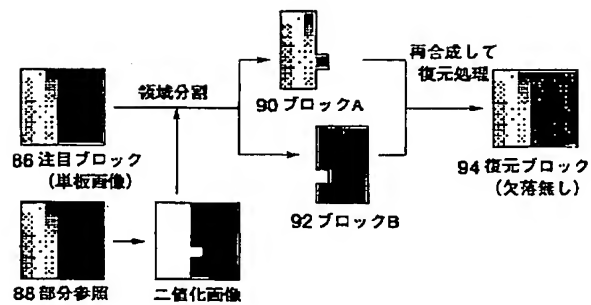 領域分割
90 ブロックA
再合成して
復元処理
86 注目ブロック
(単板画像)
92 ブロックB
94 復元ブロック
(欠落無し)
88 部分参照
二値化画像